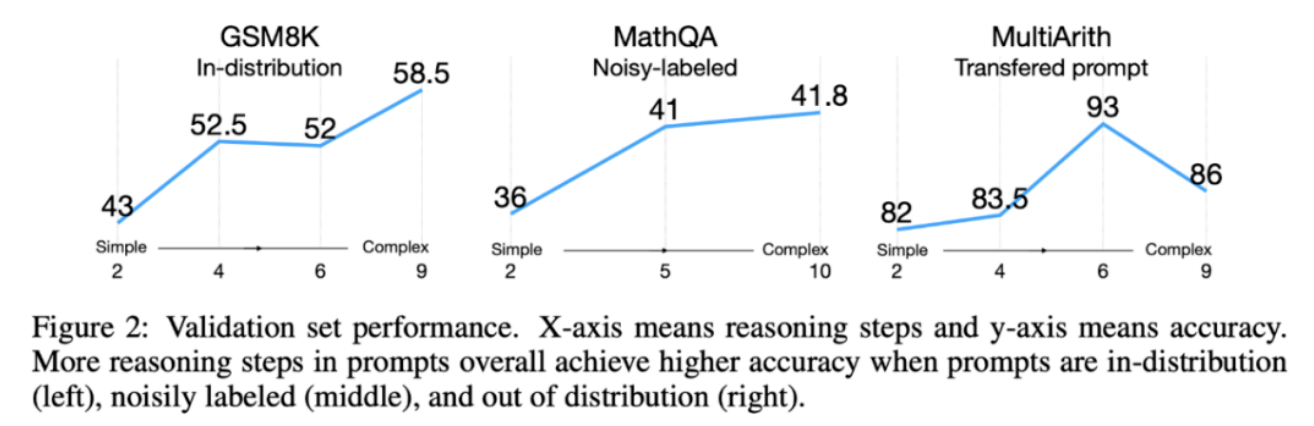 GSM8K
In-distribution
43
52.5
52
58.5
Simple Complex
2 4 6 9
MathQA
Noisy-labeled
36
41
41.8
Simple Complex
2 5 10
MultiArith
Transfered prompt
82
83.5
93
86
Simple Complex
2 4 6 9
Figure 2: Validation set performance. X-axis means reasoning steps and y-axis means accuracy.
More reasoning steps in prompts overall achieve higher accuracy when prompts are in-distribution
(left), noisily labeled (middle), and out of distribution (right).